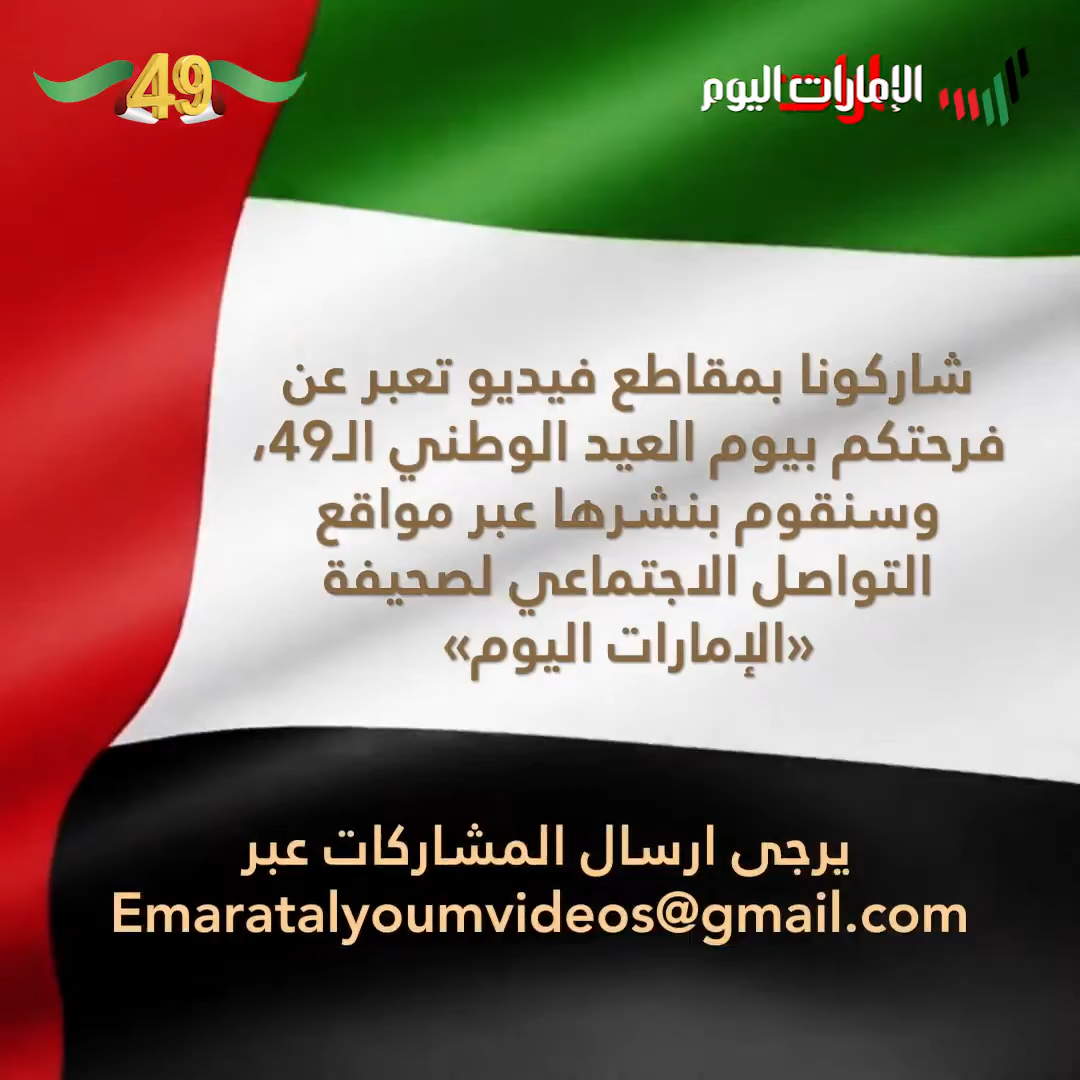 49
الإمارات اليوم
شاركونا بمقاطع فيديو تعبر عن
فرحتكم بيوم العيد الوطني الـ49،
وسنقوم بنشرها عبر مواقع
التواصل الاجتماعي لصحيفة
«الإمارات اليوم»
يرجى ارسال المشاركات عبر
Emaratalyoumvideos@gmail.com